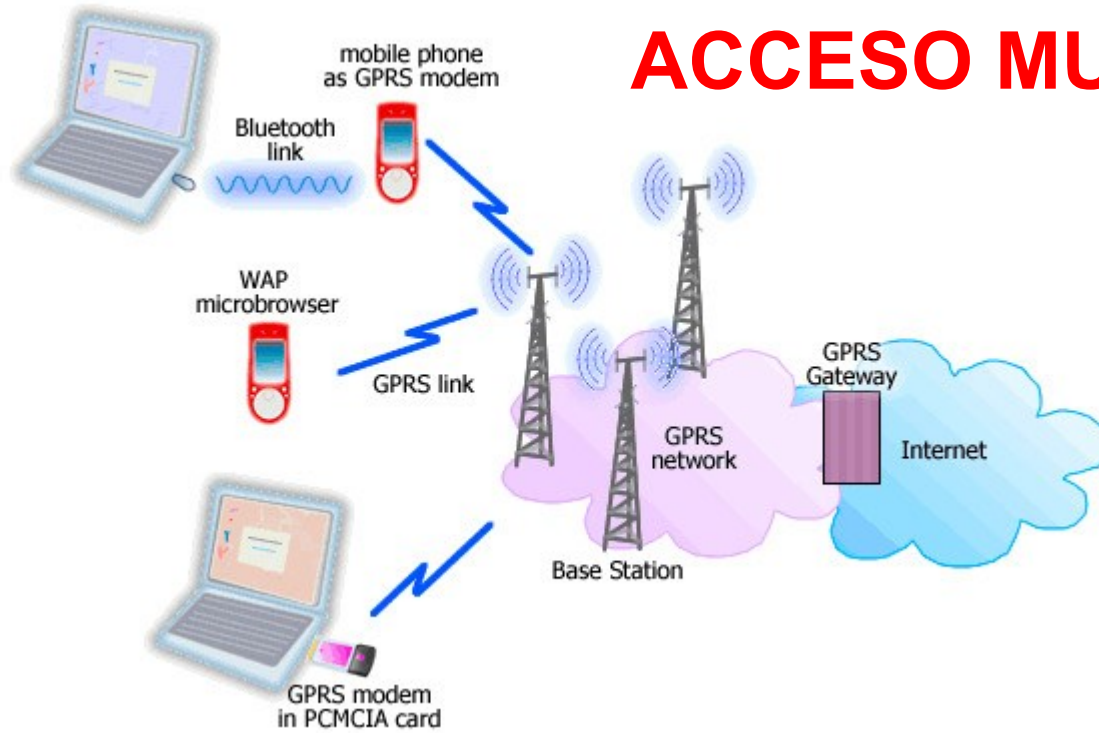 ACCESO MU
mobile phone
as GPRS modem
Bluetooth
link
WAP
microbrowser
GPRS link
GPRS
Gateway
GPRS
network
Internet
Base Station
GPRS modem
in PCMCIA card